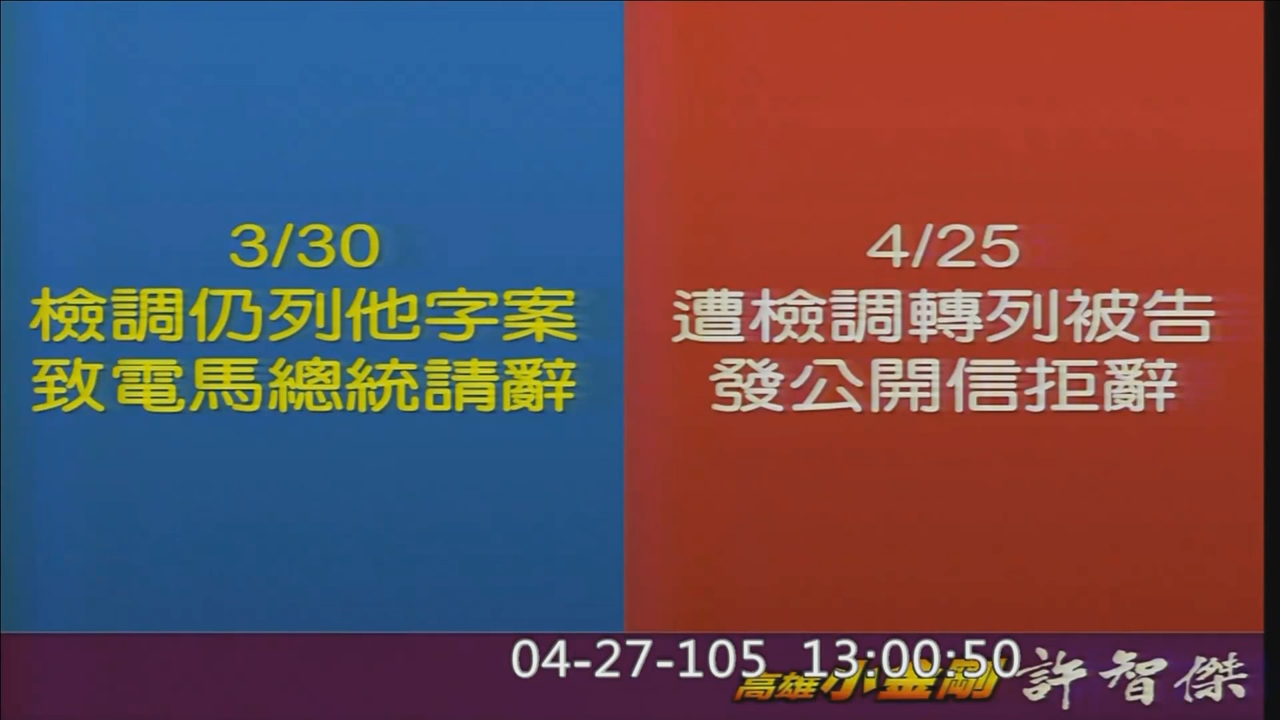 3/30
檢調仍列他字案
致電馬總統請辭
4/25
遭檢調轉列被告
發公開信拒辭
04-27-105 13:00:50
高雄小金剛 許智傑